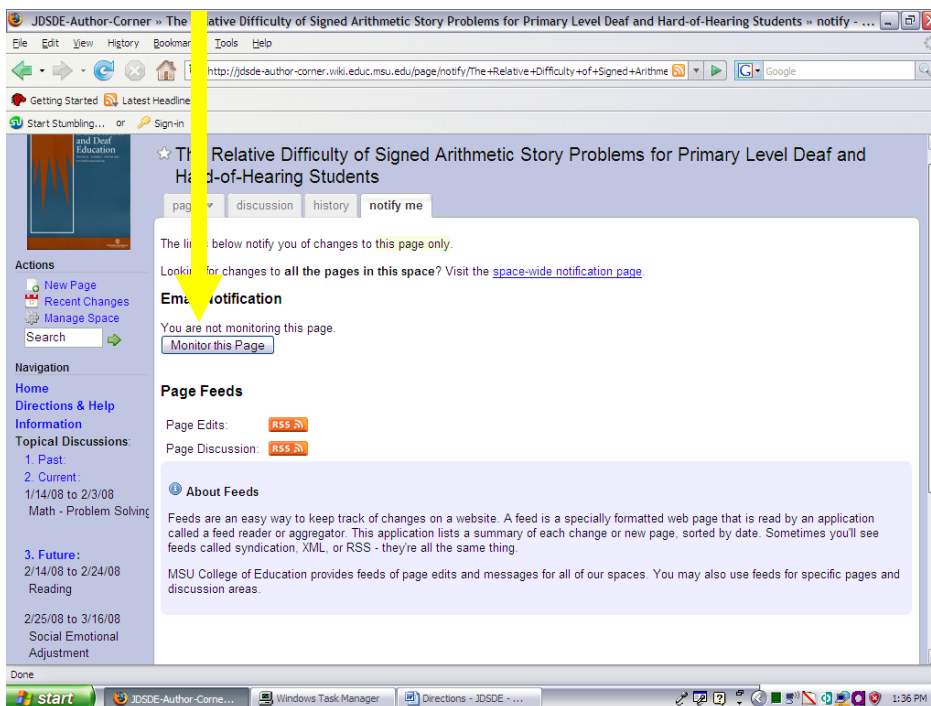 JDSDE-Author-Corner » The Relative Difficulty of Signed Arithmetic Story Problems for Primary Level Deaf and Hard-of-Hearing Students » notify - ...
File Edit View History Bookmarks Tools Help
http://jdsde-author-corner.wiki.educ.msu.edu/page/notify/The+Relative+Difficulty+of+Signed+Arithme
Google
Getting Started Latest Headlines
Start Stumbling... or Sign-in
and Deaf
Education
The Relative Difficulty of Signed Arithmetic Story Problems for Primary Level Deaf and
Hard-of-Hearing Students
page discussion history notify me
The links below notify you of changes to this page only.
Looking for changes to all the pages in this space? Visit the space-wide notification page.
Email Notification
You are not monitoring this page.
Monitor this Page
Page Feeds
Page Edits: RSS
Page Discussion: RSS
About Feeds
Feeds are an easy way to keep track of changes on a website. A feed is a specially formatted web page that is read by an application
called a feed reader or aggregator. This application lists a summary of each change or new page, sorted by date. Sometimes you'll see
feeds called syndication, XML, or RSS - they're all the same thing.
MSU College of Education provides feeds of page edits and messages for all of our spaces. You may also use feeds for specific pages and
discussion areas.
Actions
New Page
Recent Changes
Manage Space
Search
Navigation
Home
Directions & Help
Information
Topical Discussions:
1. Past:
2. Current:
1/14/08 to 2/3/08
Math - Problem Solving
3. Future:
2/14/08 to 2/24/08
Reading
2/25/08 to 3/16/08
Social Emotional
Adjustment
Done
start JDSDE-Author-Corne... Windows Task Manager Directions - JDSDE - ... 1:36 PM